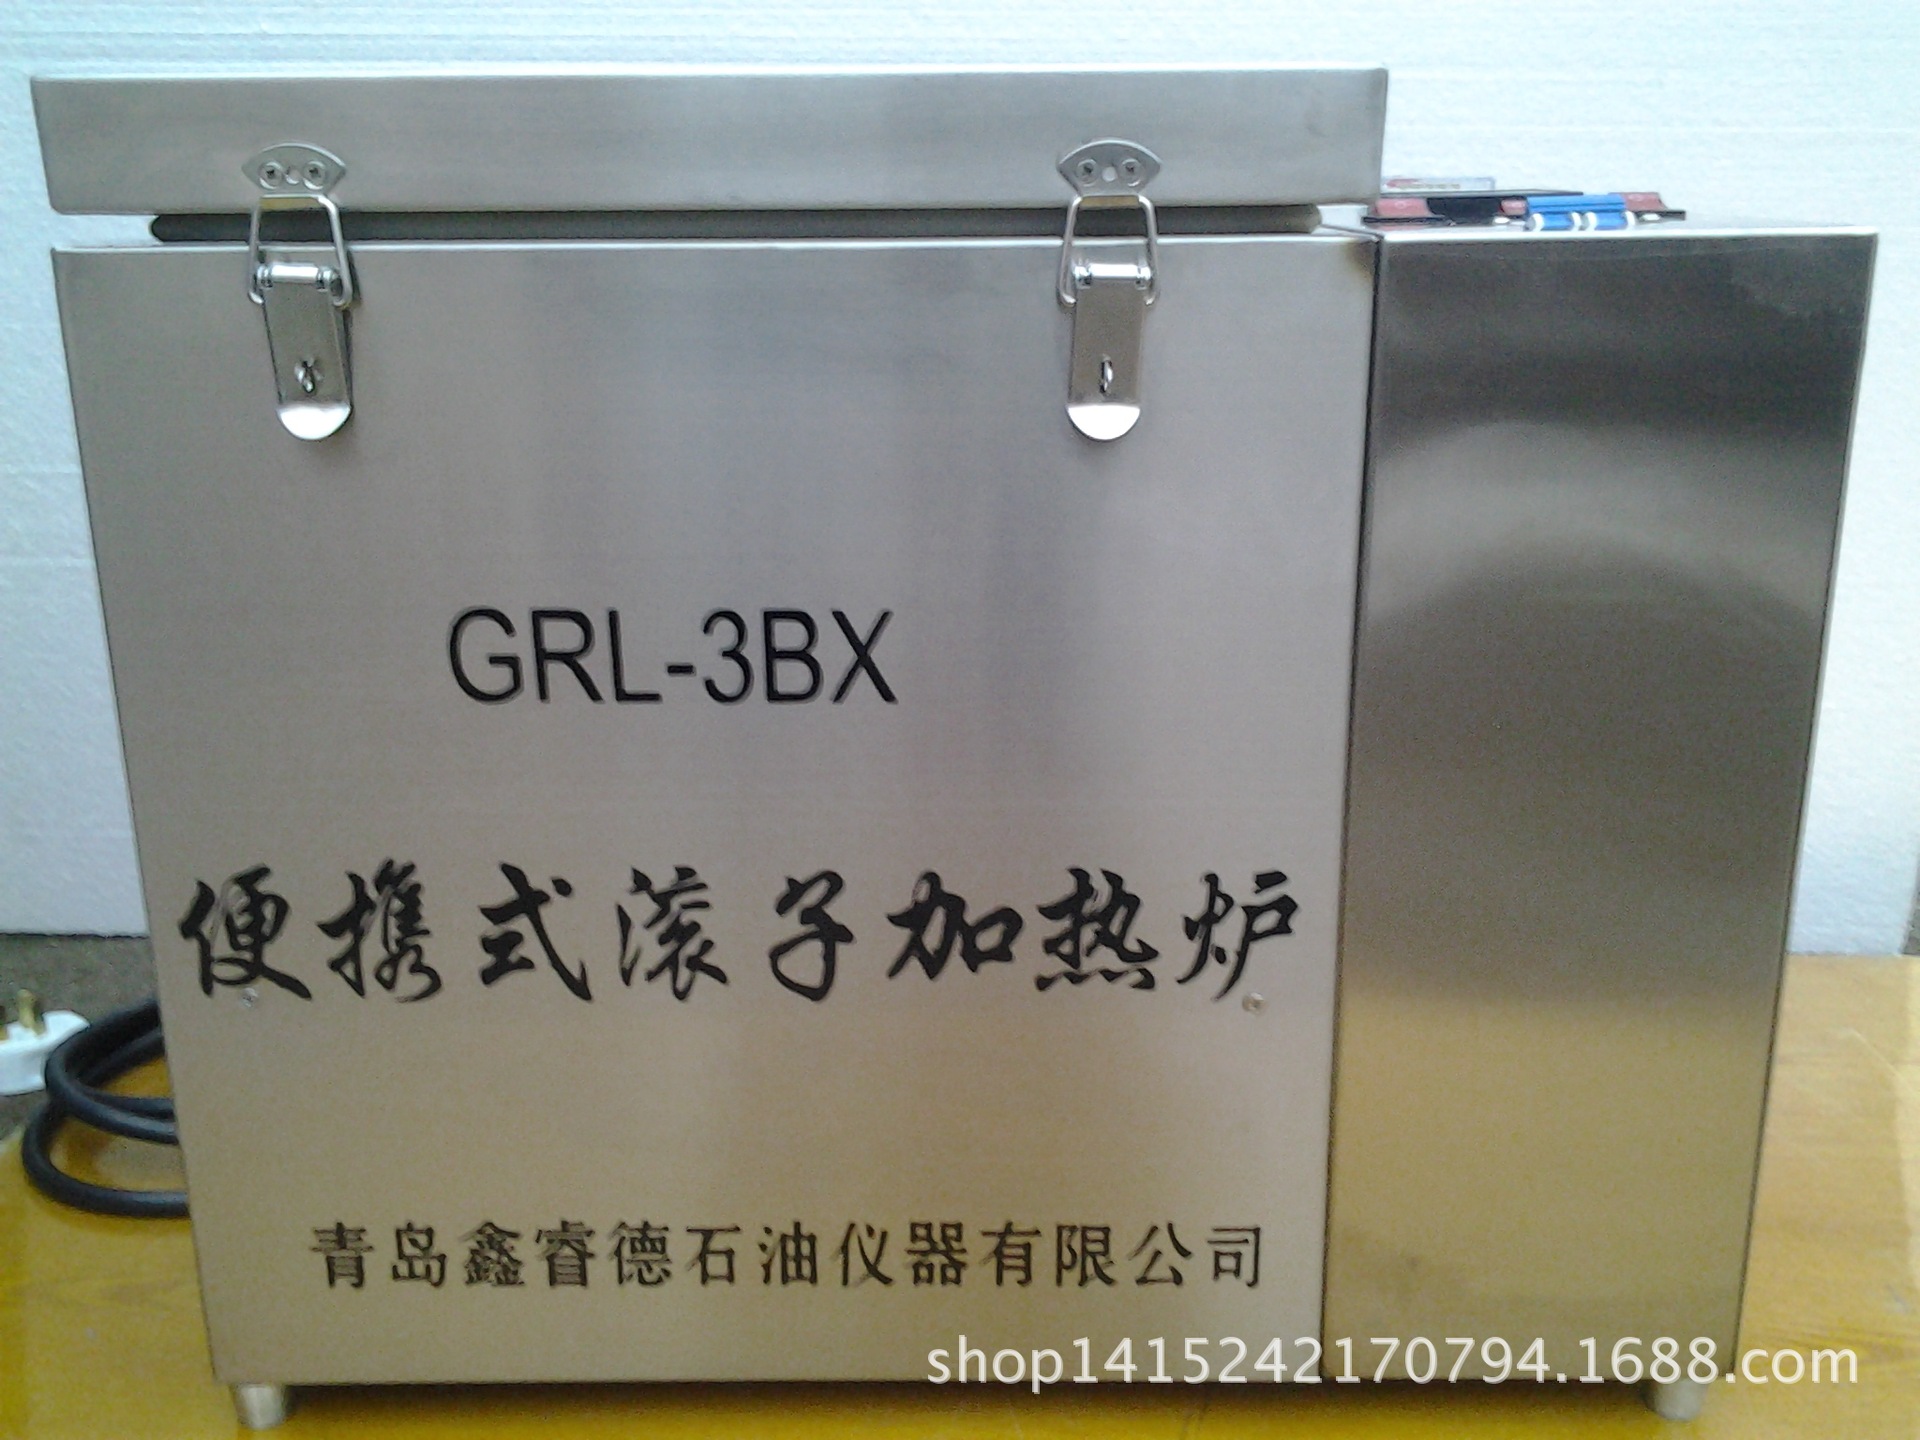 GRL-3BX
便携式滚子加热炉
青岛鑫睿德石油仪器有限公司
shop1415242170794.1688.com